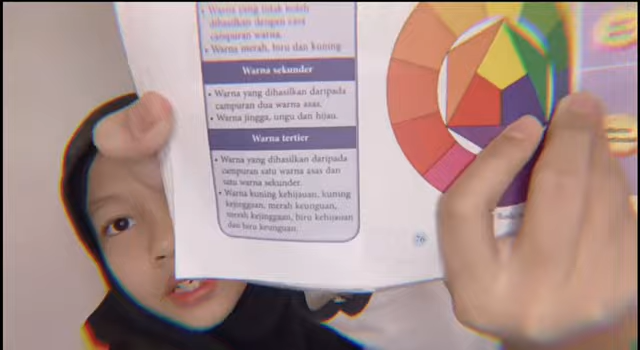 • Warna yang tidak boleh
dihasilkan dengan cara
campuran warna.
• Warna merah, biru dan kuning.
Warna sekunder
• Warna yang dihasilkan daripada
campuran dua warna asas.
• Warna jingga, ungu dan hijau.
Warna tertier
• Warna yang dihasilkan daripada
campuran satu warna asas dan
satu warna sekunder.
• Warna kuning kehijauan, kuning
kejinggaan, merah keunguan,
merah kejinggaan, biru kehijauan
dan biru keunguan.
76